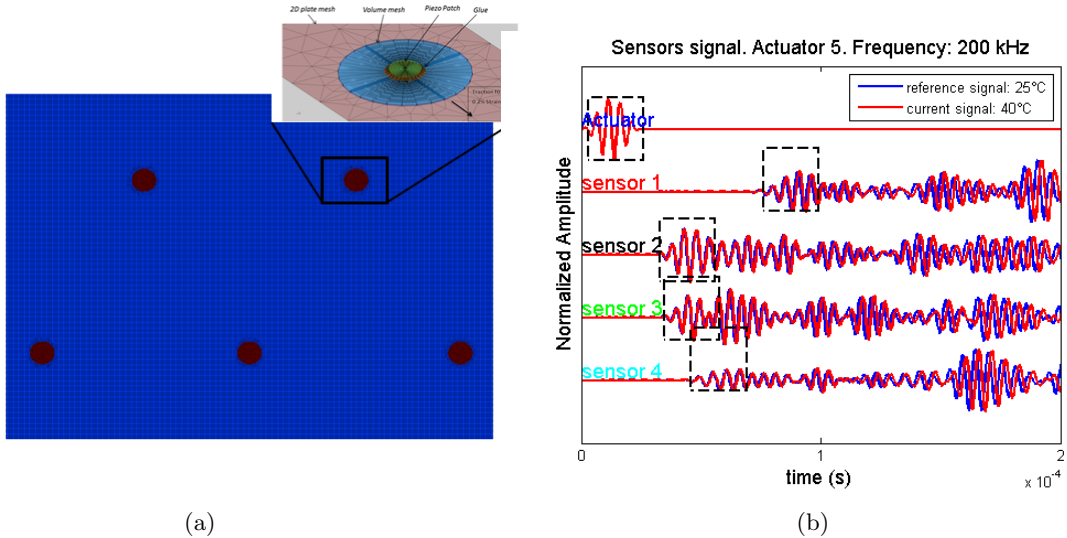 2D plate mesh
Volume mesh
Piezo Patch
Glue
Sensors signal. Actuator 5. Frequency: 200 kHz
reference signal: 25°C
current signal: 40°C
Actuator
sensor 1
sensor 2
sensor 3
sensor 4
Normalized Amplitude
0
1
2
time (s)
x 10⁻⁴
(a)
(b)